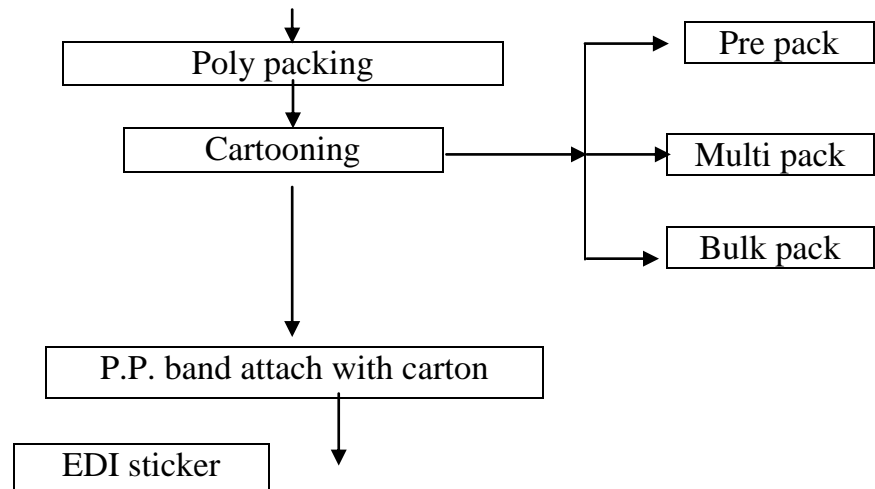 Poly packing
Cartooning
Pre pack
Multi pack
Bulk pack
P.P. band attach with carton
EDI sticker